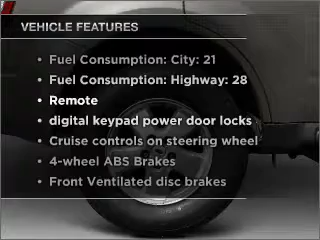 VEHICLE FEATURES
• Fuel Consumption: City: 21
• Fuel Consumption: Highway: 28
• Remote
• digital keypad power door locks
• Cruise controls on steering wheel
• 4-wheel ABS Brakes
• Front Ventilated disc brakes